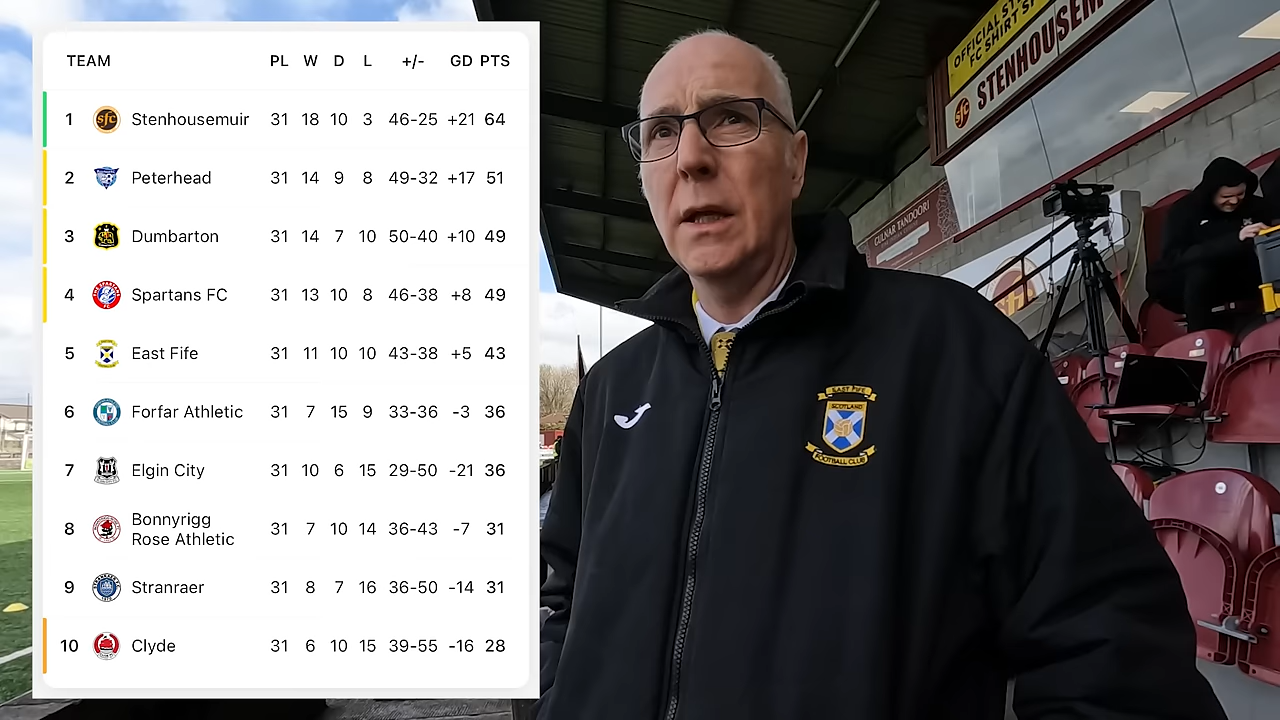 TEAM PL W D L +/- GD PTS
1 Stenhousemuir 31 18 10 3 46-25 +21 64
2 Peterhead 31 14 9 8 49-32 +17 51
3 Dumbarton 31 14 7 10 50-40 +10 49
4 Spartans FC 31 13 10 8 46-38 +8 49
5 East Fife 31 11 10 10 43-38 +5 43
6 Forfar Athletic 31 7 15 9 33-36 -3 36
7 Elgin City 31 10 6 15 29-50 -21 36
8 Bonnyrigg
Rose Athletic 31 7 10 14 36-43 -7 31
9 Stranraer 31 8 7 16 36-50 -14 31
10 Clyde 31 6 10 15 39-55 -16 28
OFFICIAL ST
FC SHIRT SP
sfc STENHOUSEM
GULNAR TANDOORI
EAST FIFE
SCOTLAND
FOOTBALL CLUB